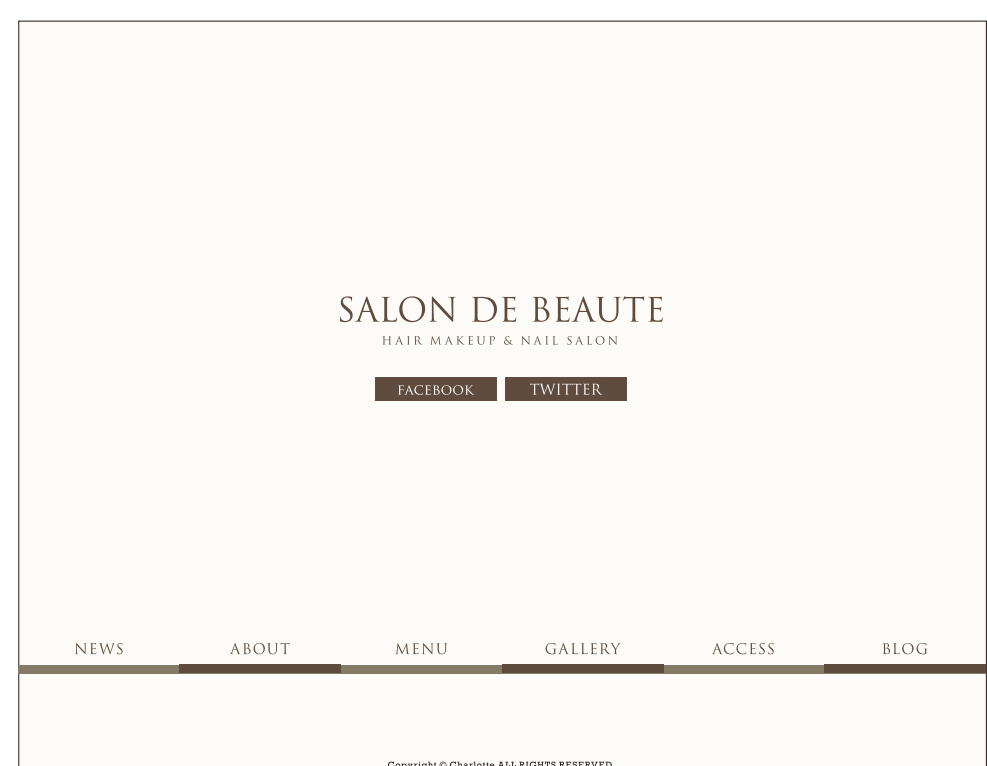 SALON DE BEAUTE
HAIR MAKEUP & NAIL SALON
FACEBOOK TWITTER
NEWS ABOUT MENU GALLERY ACCESS BLOG
Copyright © Charlotte ALL RIGHTS RESERVED